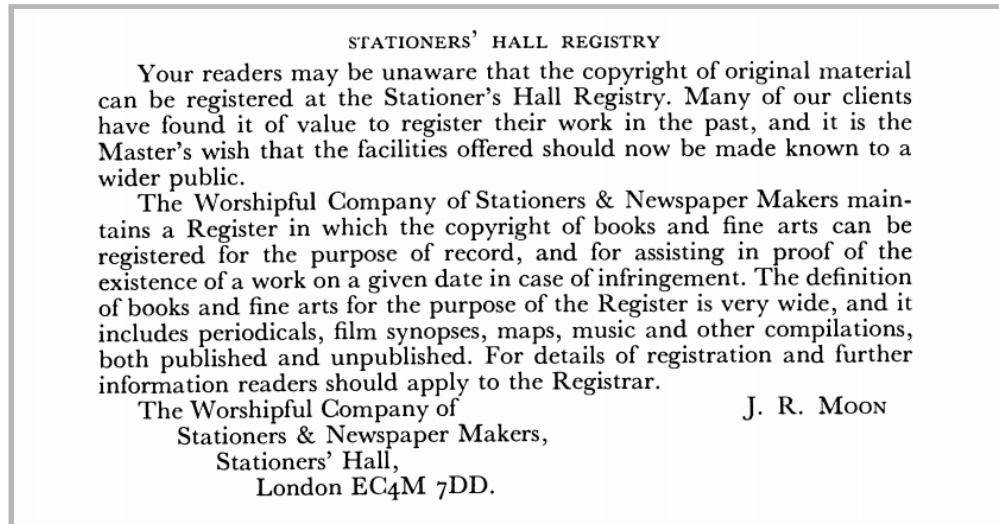 STATIONERS' HALL REGISTRY
Your readers may be unaware that the copyright of original material
can be registered at the Stationer's Hall Registry. Many of our clients
have found it of value to register their work in the past, and it is the
Master's wish that the facilities offered should now be made known to a
wider public.
The Worshipful Company of Stationers & Newspaper Makers main-
tains a Register in which the copyright of books and fine arts can be
registered for the purpose of record, and for assisting in proof of the
existence of a work on a given date in case of infringement. The definition
of books and fine arts for the purpose of the Register is very wide, and it
includes periodicals, film synopses, maps, music and other compilations,
both published and unpublished. For details of registration and further
information readers should apply to the Registrar.
The Worshipful Company of J. R. MOON
Stationers & Newspaper Makers,
Stationers' Hall,
London EC4M 7DD.